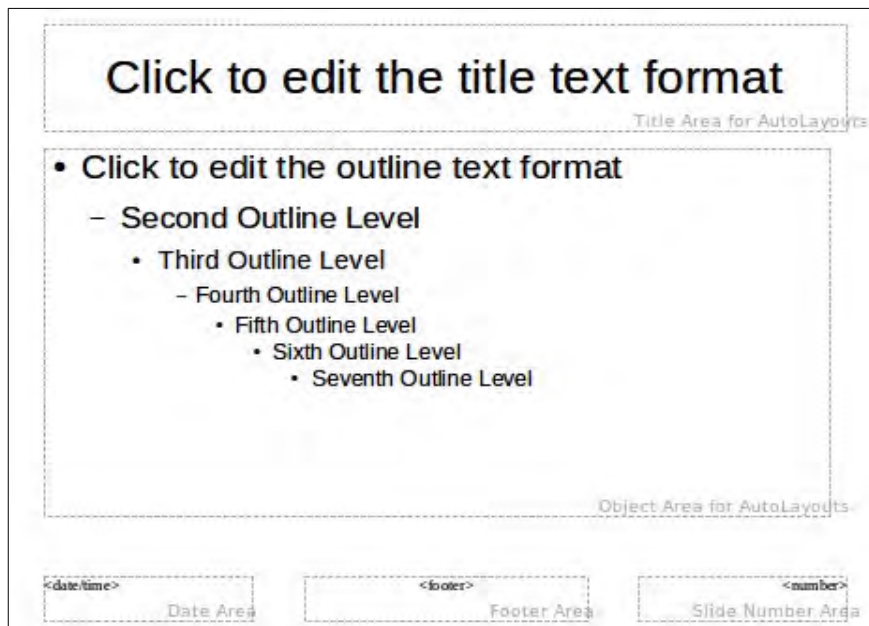 Click to edit the title text format
Title Area for AutoLayouts
• Click to edit the outline text format
– Second Outline Level
• Third Outline Level
– Fourth Outline Level
• Fifth Outline Level
• Sixth Outline Level
• Seventh Outline Level
Object Area for AutoLayouts
<date/time>
Date Area
<footer>
Footer Area
<number>
Slide Number Area